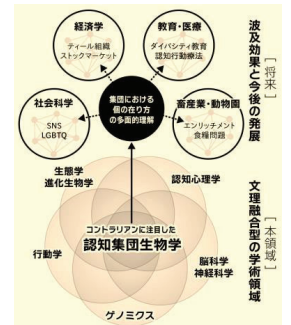 経済学
ティール組織
ストックマーケット
教育・医療
ダイバシティ教育
認知行動療法
社会科学
SNS
LGBTQ
集団における
個の在り方
の多面的理解
畜産業・動物園
エンリッチメント
食糧問題
波及効果と今後の発展
[将来]
生態学
進化生物学
認知心理学
コントラリアンに注目した
認知集団生物学
行動学
脳科学
神経科学
ゲノミクス
文理融合型の学術領域
[本領域]